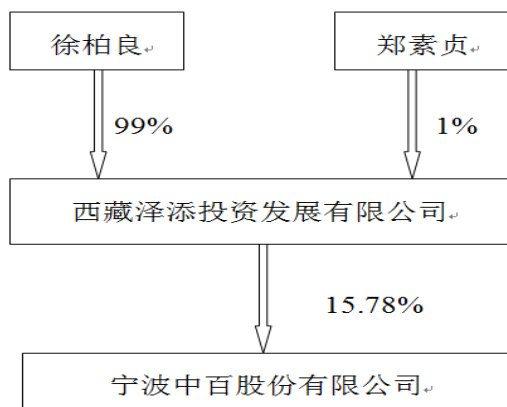 徐柏良
郑素贞
99%
1%
西藏泽添投资发展有限公司
15.78%
宁波中百股份有限公司